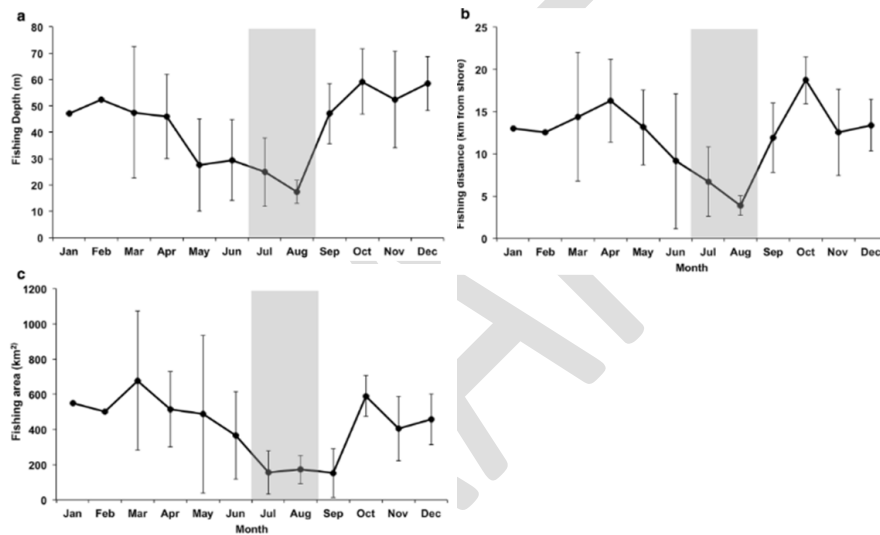 a
80
70
60
50
40
30
20
10
0
Fishing Depth (m)
Jan Feb Mar Apr May Jun Jul Aug Sep Oct Nov Dec
b
25
20
15
10
5
0
Fishing distance (km from shore)
Jan Feb Mar Apr May Jun Jul Aug Sep Oct Nov Dec
Month
c
1200
1000
800
600
400
200
0
Fishing area (km²)
Jan Feb Mar Apr May Jun Jul Aug Sep Oct Nov Dec
Month